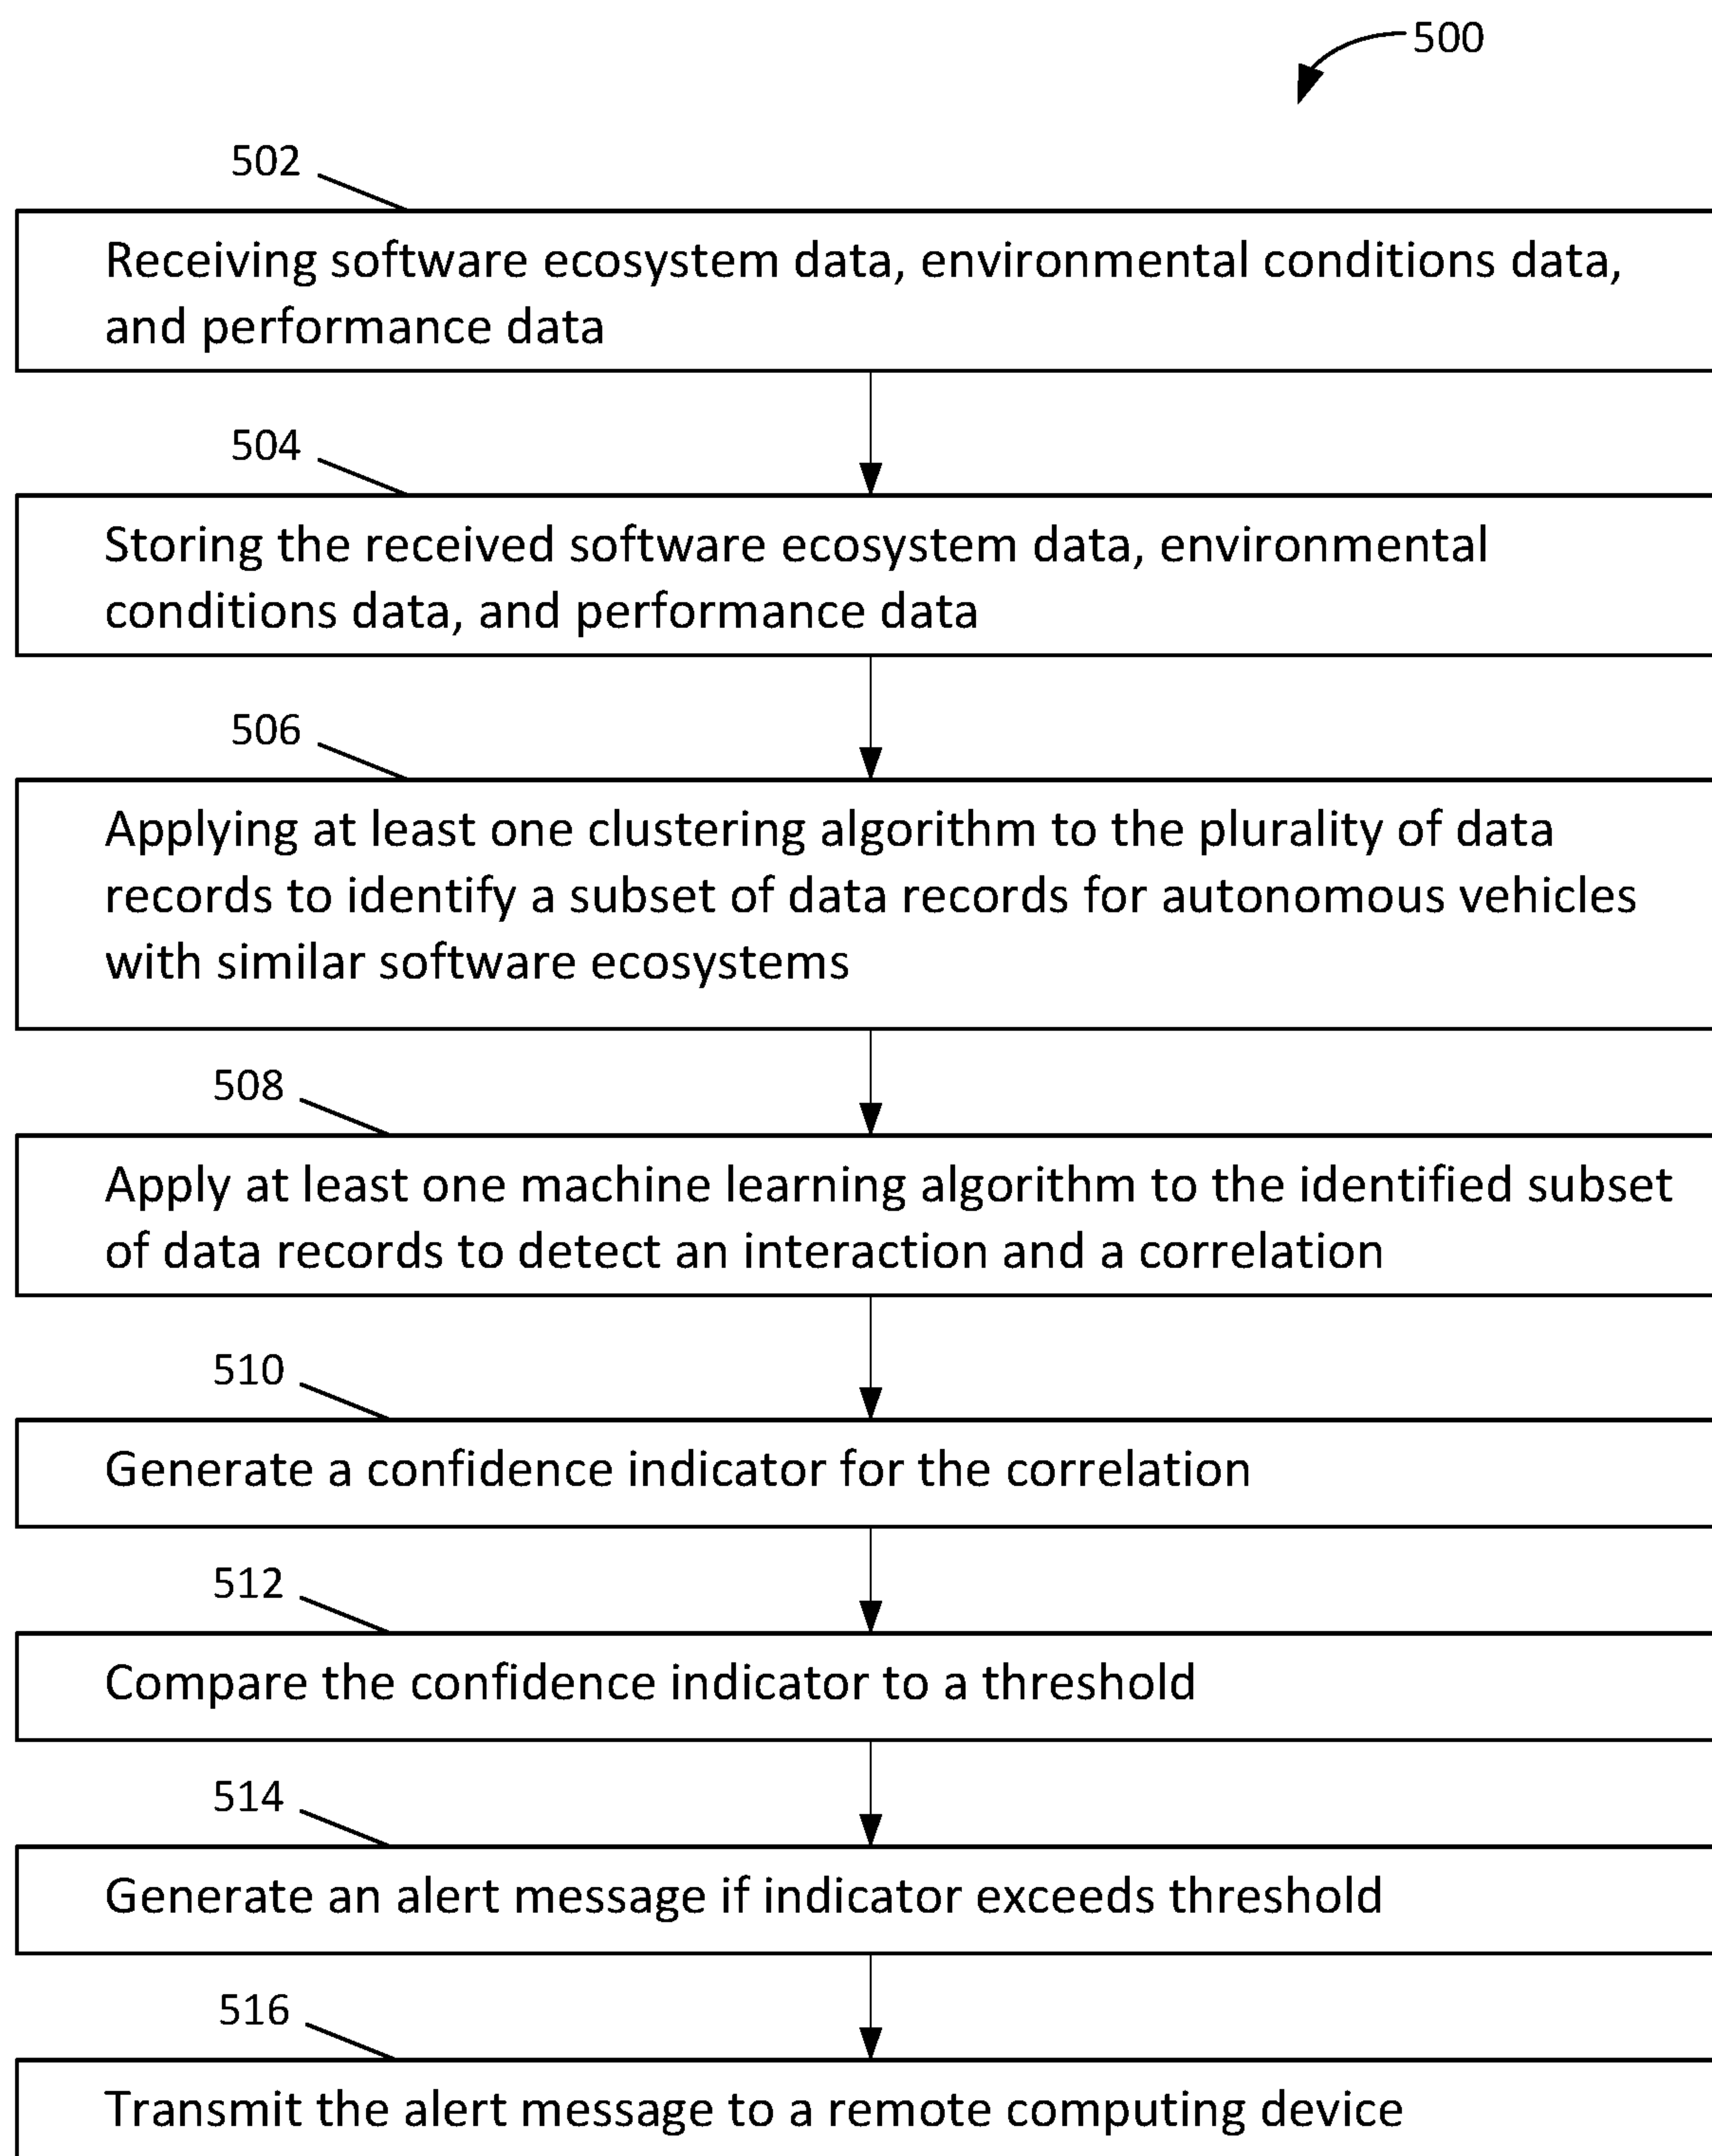 500
502
Receiving software ecosystem data, environmental conditions data,
and performance data
504
Storing the received software ecosystem data, environmental
conditions data, and performance data
506
Applying at least one clustering algorithm to the plurality of data
records to identify a subset of data records for autonomous vehicles
with similar software ecosystems
508
Apply at least one machine learning algorithm to the identified subset
of data records to detect an interaction and a correlation
510
Generate a confidence indicator for the correlation
512
Compare the confidence indicator to a threshold
514
Generate an alert message if indicator exceeds threshold
516
Transmit the alert message to a remote computing device